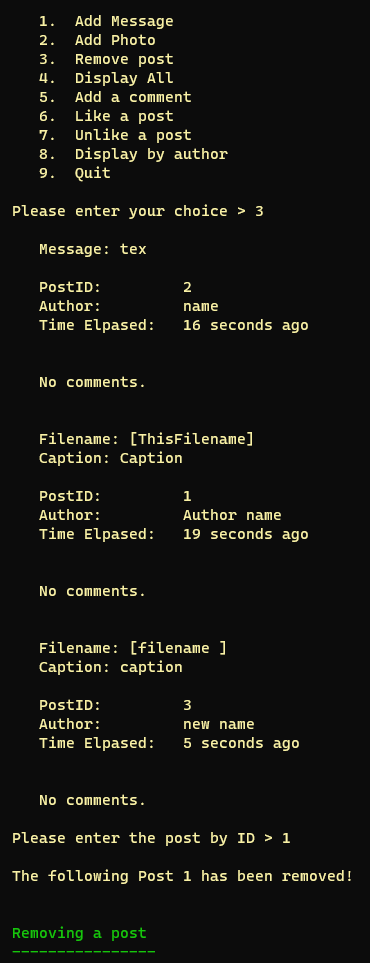 1. Add Message
2. Add Photo
3. Remove post
4. Display All
5. Add a comment
6. Like a post
7. Unlike a post
8. Display by author
9. Quit
Please enter your choice > 3
Message: tex
PostID: 2
Author: name
Time Elpased: 16 seconds ago
No comments.
Filename: [ThisFilename]
Caption: Caption
PostID: 1
Author: Author name
Time Elpased: 19 seconds ago
No comments.
Filename: [filename ]
Caption: caption
PostID: 3
Author: new name
Time Elpased: 5 seconds ago
No comments.
Please enter the post by ID > 1
The following Post 1 has been removed!
Removing a post
----------------